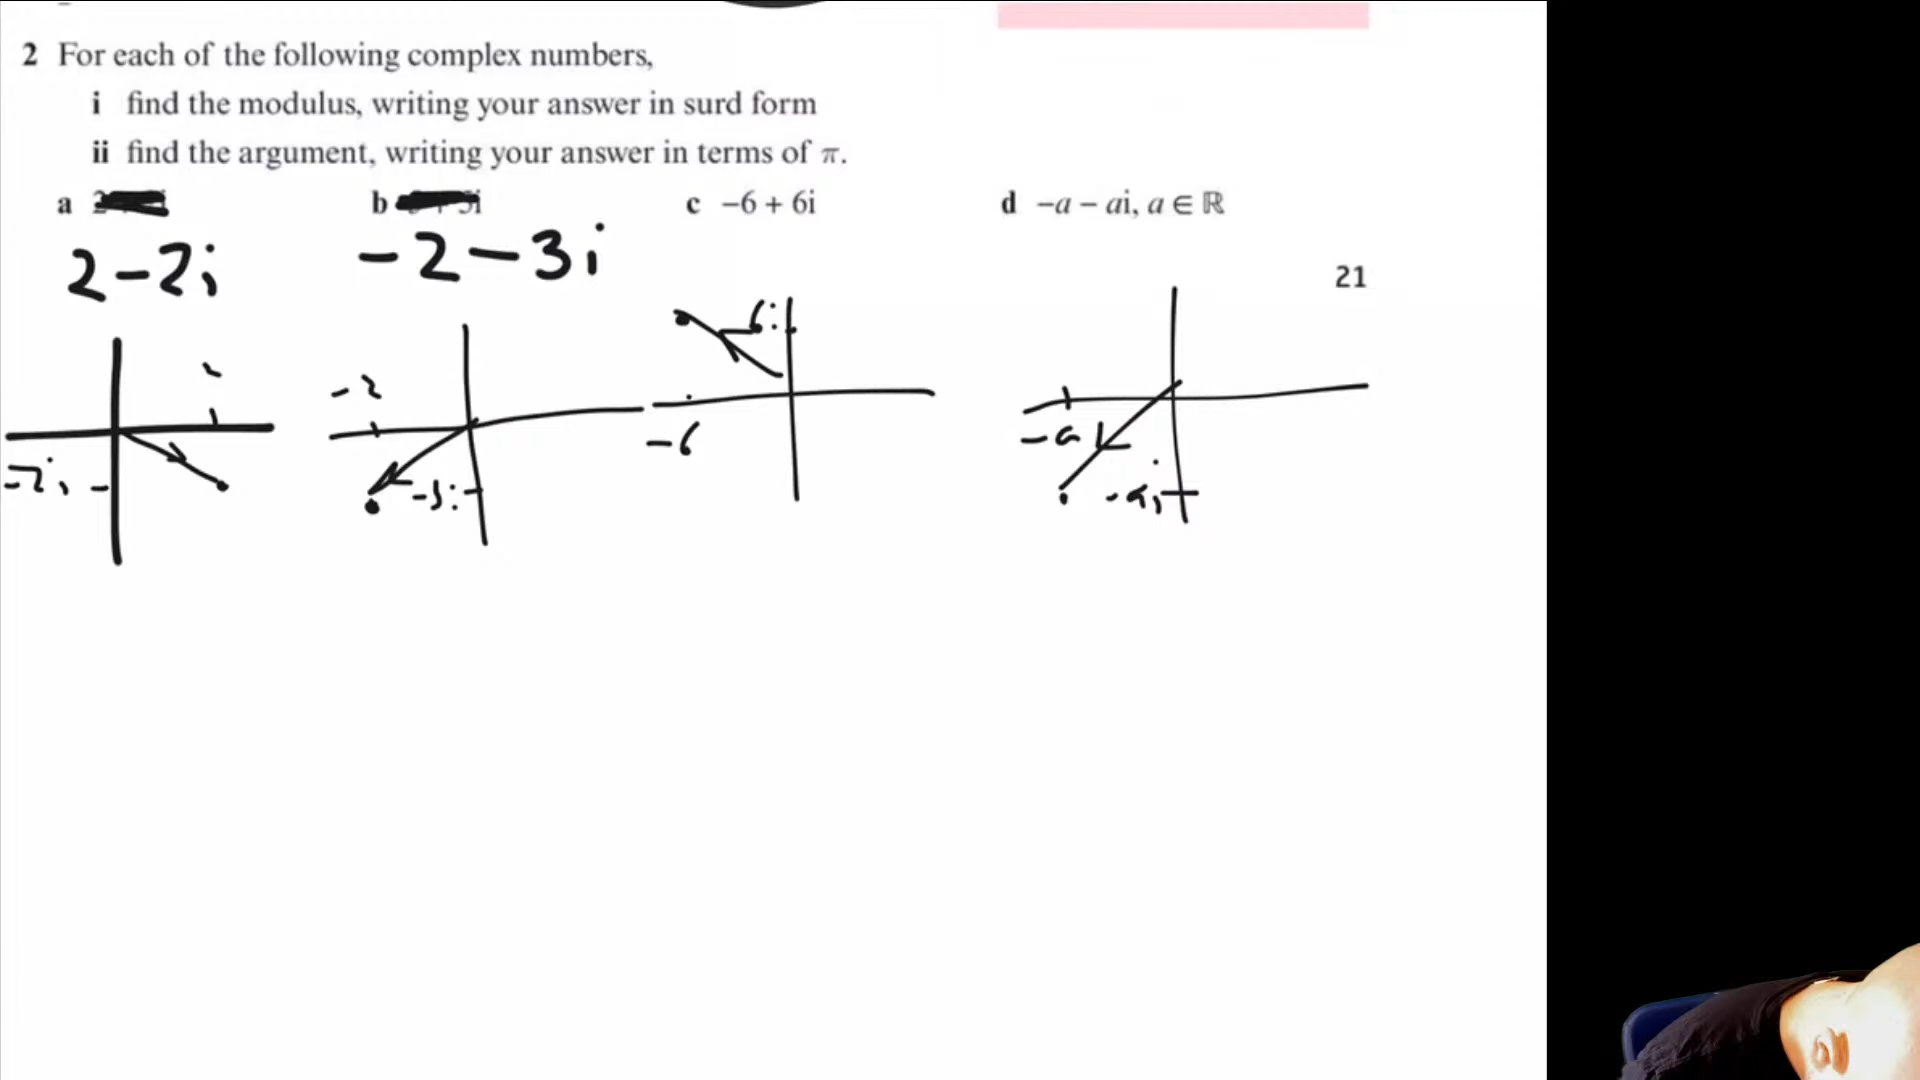 2 For each of the following complex numbers,
i find the modulus, writing your answer in surd form
ii find the argument, writing your answer in terms of π.
a b c −6 + 6i d −a − ai, a ∈ ℝ
2−2i −2−3i
21
6i
-2
-6 -a
-2i -3i -ai